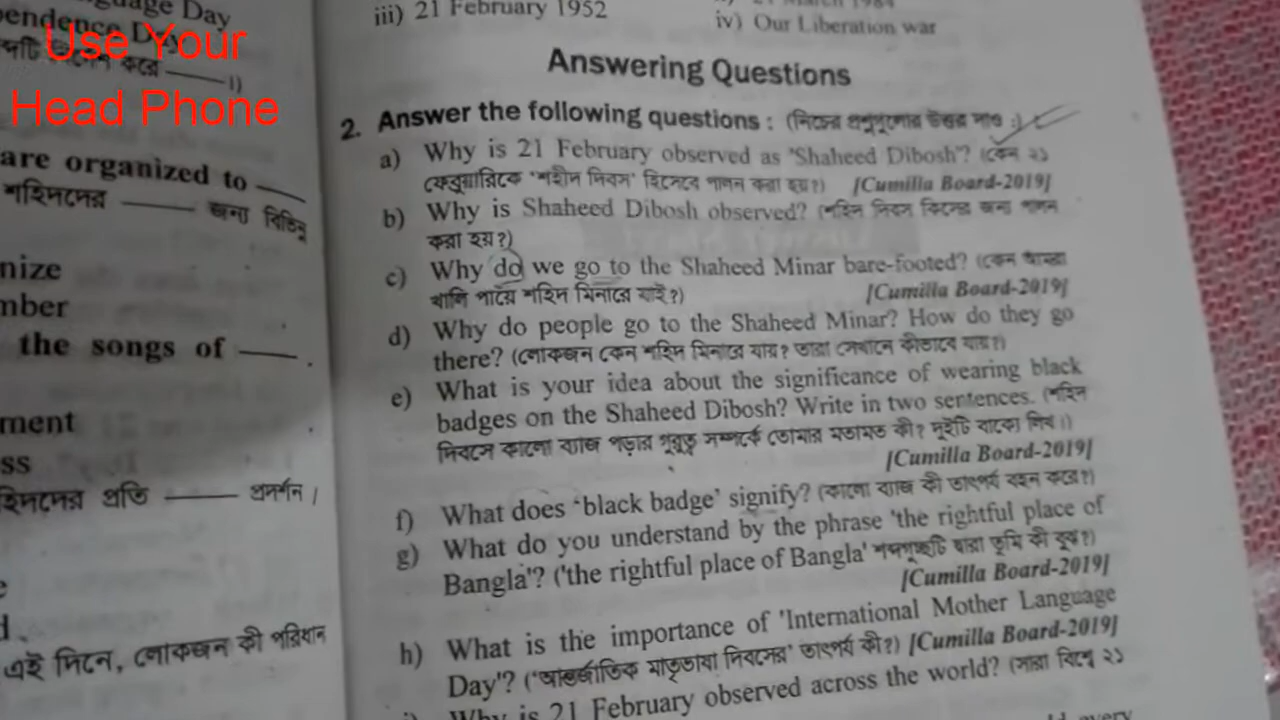 guage Day
endence Day
Use Your
Head Phone
are organized to
শহিদদের ــــ জন্য বিভিন্ন
nize
mber
the songs of ــــ .
ment
ss
হিদদের প্রতি ــــ প্রদর্শন।
এই দিনে, লোকজন কী পরিধান
iii) 21 February 1952
iv) Our Liberation war
Answering Questions
2. Answer the following questions : (নিচের প্রশ্নগুলোর উত্তর দাও :)
a) Why is 21 February observed as 'Shaheed Dibosh'? (কেন ২১
ফেব্রুয়ারিকে 'শহীদ দিবস' হিসেবে পালন করা হয়?) [Cumilla Board-2019]
b) Why is Shaheed Dibosh observed? (শহিদ দিবস কিসের জন্য পালন
করা হয়?)
c) Why do we go to the Shaheed Minar bare-footed? (কেন আমরা
খালি পায়ে শহিদ মিনারে যাই?) [Cumilla Board-2019]
d) Why do people go to the Shaheed Minar? How do they go
there? (লোকজন কেন শহিদ মিনারে যায়? তারা সেখানে কীভাবে যায়?)
e) What is your idea about the significance of wearing black
badges on the Shaheed Dibosh? Write in two sentences. (শহিদ
দিবসে কালো ব্যাজ পড়ার গুরুত্ব সম্পর্কে তোমার মতামত কী? দুইটি বাক্যে লিখ।)
[Cumilla Board-2019]
f) What does 'black badge' signify? (কালো ব্যাজ কী তাৎপর্য বহন করে?)
g) What do you understand by the phrase 'the rightful place of
Bangla'? ('the rightful place of Bangla' শব্দগুচ্ছটি দ্বারা তুমি কী বুঝ?)
[Cumilla Board-2019]
h) What is the importance of 'International Mother Language
Day'? ('আন্তর্জাতিক মাতৃভাষা দিবসের' তাৎপর্য কী?) [Cumilla Board-2019]
Why is 21 February observed across the world? (সারা বিশ্বে ২১